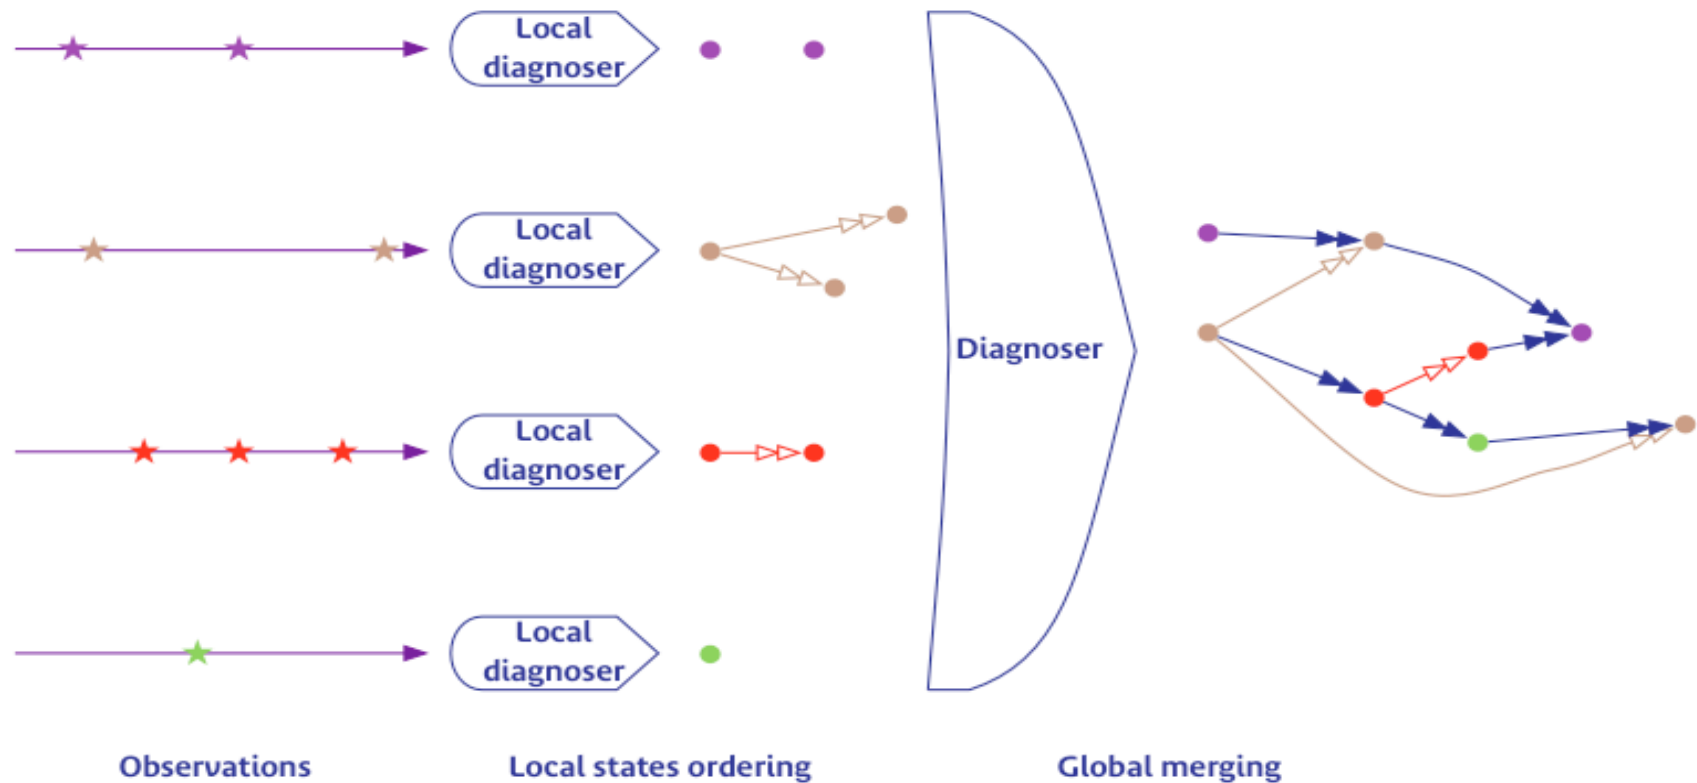 Local
diagnoser
Local
diagnoser
Diagnoser
Local
diagnoser
Local
diagnoser
Observations
Local states ordering
Global merging